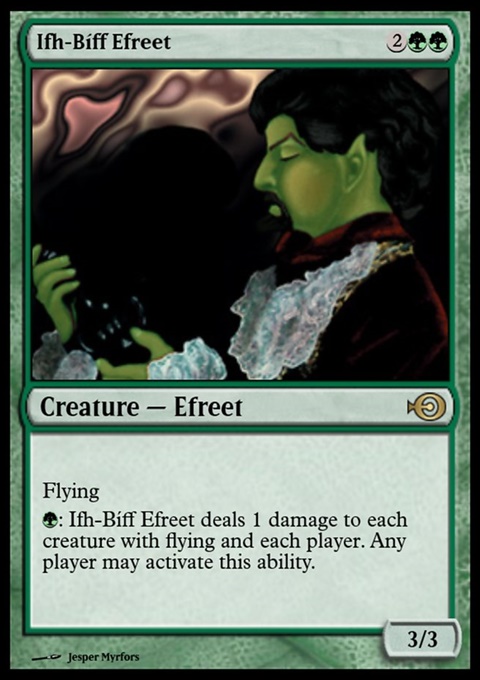 Ifh-Bíff Efreet 2
Creature — Efreet
Flying
: Ifh-Bíff Efreet deals 1 damage to each
creature with flying and each player. Any
player may activate this ability.
3/3
Jesper Myrfors